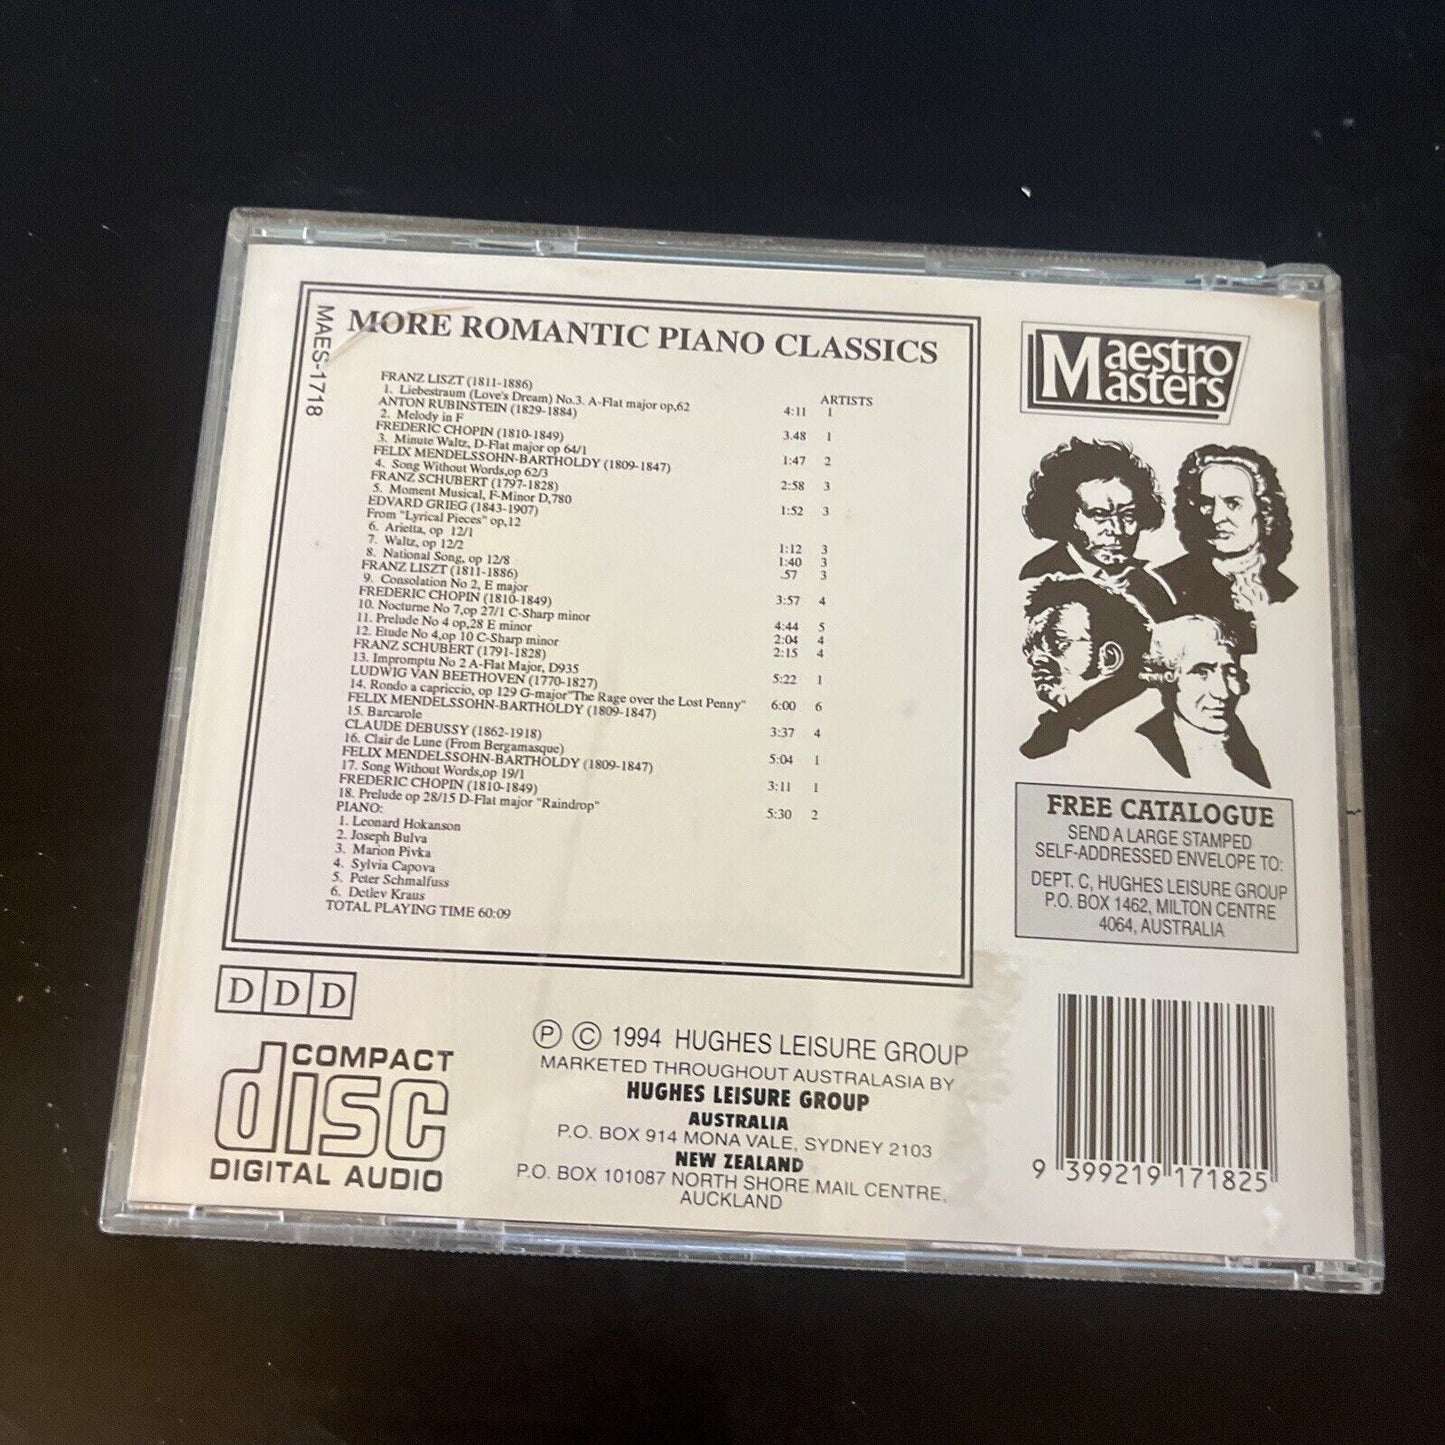 MAES-1718
MORE ROMANTIC PIANO CLASSICS
ARTISTS
FRANZ LISZT (1811-1886)
1. Liebestraum (Love's Dream) No.3. A-Flat major op,62 4:11 1
ANTON RUBINSTEIN (1829-1884)
2. Melody in F 3.48 1
FREDERIC CHOPIN (1810-1849)
3. Minute Waltz, D-Flat major op 64/1 1:47 2
FELIX MENDELSSOHN-BARTHOLDY (1809-1847)
4. Song Without Words,op 62/3 2:58 3
FRANZ SCHUBERT (1797-1828)
5. Moment Musical, F-Minor D,780 1:52 3
EDVARD GRIEG (1843-1907)
From "Lyrical Pieces" op,12
6. Arietta, op 12/1 1:12 3
7. Waltz, op 12/2 1:40 3
8. National Song, op 12/8 .57 3
FRANZ LISZT (1811-1886)
9. Consolation No 2, E major 3:57 4
FREDERIC CHOPIN (1810-1849)
10. Nocturne No 7,op 27/1 C-Sharp minor 4:44 5
11. Prelude No 4 op,28 E minor 2:04 4
12. Etude No 4,op 10 C-Sharp minor 2:15 4
FRANZ SCHUBERT (1791-1828)
13. Impromptu No 2 A-Flat Major, D935 5:22 1
LUDWIG VAN BEETHOVEN (1770-1827)
14. Rondo a capriccio, op 129 G-major"The Rage over the Lost Penny" 6:00 6
FELIX MENDELSSOHN-BARTHOLDY (1809-1847)
15. Barcarole 3:37 4
CLAUDE DEBUSSY (1862-1918)
16. Clair de Lune (From Bergamasque) 5:04 1
FELIX MENDELSSOHN-BARTHOLDY (1809-1847)
17. Song Without Words,op 19/1 3:11 1
FREDERIC CHOPIN (1810-1849)
18. Prelude op 28/15 D-Flat major "Raindrop" 5:30 2
PIANO:
1. Leonard Hokanson
2. Joseph Bulva
3. Marion Pivka
4. Sylvia Capova
5. Peter Schmalfuss
6. Detlev Kraus
TOTAL PLAYING TIME 60:09
Maestro
Masters
FREE CATALOGUE
SEND A LARGE STAMPED
SELF-ADDRESSED ENVELOPE TO:
DEPT. C, HUGHES LEISURE GROUP
P.O. BOX 1462, MILTON CENTRE
4064, AUSTRALIA
D D D
COMPACT
disc
DIGITAL AUDIO
Ⓟ © 1994 HUGHES LEISURE GROUP
MARKETED THROUGHOUT AUSTRALASIA BY
HUGHES LEISURE GROUP
AUSTRALIA
P.O. BOX 914 MONA VALE, SYDNEY 2103
NEW ZEALAND
P.O. BOX 101087 NORTH SHORE MAIL CENTRE,
AUCKLAND
9 399219 171825